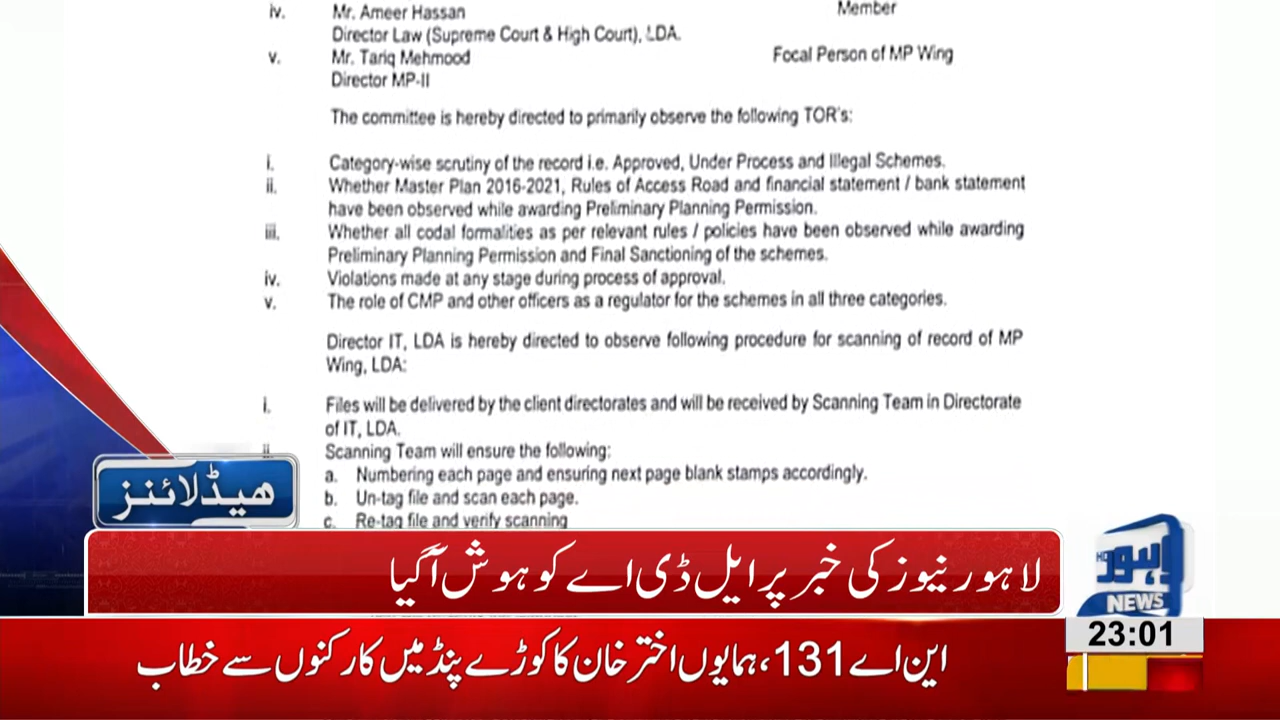 iv. Mr. Ameer Hassan Member
Director Law (Supreme Court & High Court), LDA.
v. Mr. Tariq Mehmood Focal Person of MP Wing
Director MP-II
The committee is hereby directed to primarily observe the following TOR's:
i. Category-wise scrutiny of the record i.e. Approved, Under Process and Illegal Schemes.
ii. Whether Master Plan 2016-2021, Rules of Access Road and financial statement / bank statement
have been observed while awarding Preliminary Planning Permission.
iii. Whether all codal formalities as per relevant rules / policies have been observed while awarding
Preliminary Planning Permission and Final Sanctioning of the schemes.
iv. Violations made at any stage during process of approval.
v. The role of CMP and other officers as a regulator for the schemes in all three categories.
Director IT, LDA is hereby directed to observe following procedure for scanning of record of MP
Wing, LDA:
i. Files will be delivered by the client directorates and will be received by Scanning Team in Directorate
of IT, LDA.
ii. Scanning Team will ensure the following:
a. Numbering each page and ensuring next page blank stamps accordingly.
b. Un-tag file and scan each page.
c. Re-tag file and verify scanning
ہیڈلائنز
لاہور نیوز کی خبر پر ایل ڈی اے کو ہوش آگیا
لاہور
HD
NEWS
23:01
این اے 131، ہمایوں اختر خان کا کوڑے پنڈ میں کارکنوں سے خطاب